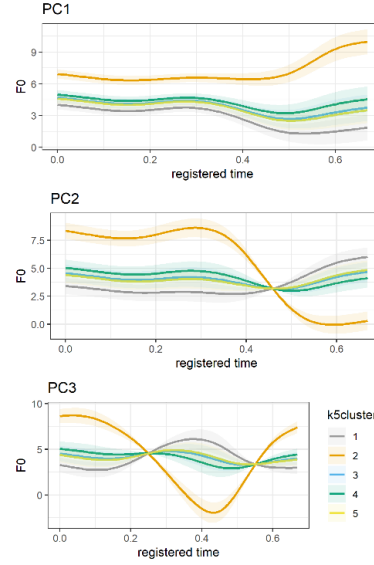 PC1
9
6
3
0
F0
0.0 0.2 0.4 0.6
registered time
PC2
7.5
5.0
2.5
0.0
F0
0.0 0.2 0.4 0.6
registered time
PC3
10
5
0
F0
0.0 0.2 0.4 0.6
registered time
k5cluster
1
2
3
4
5